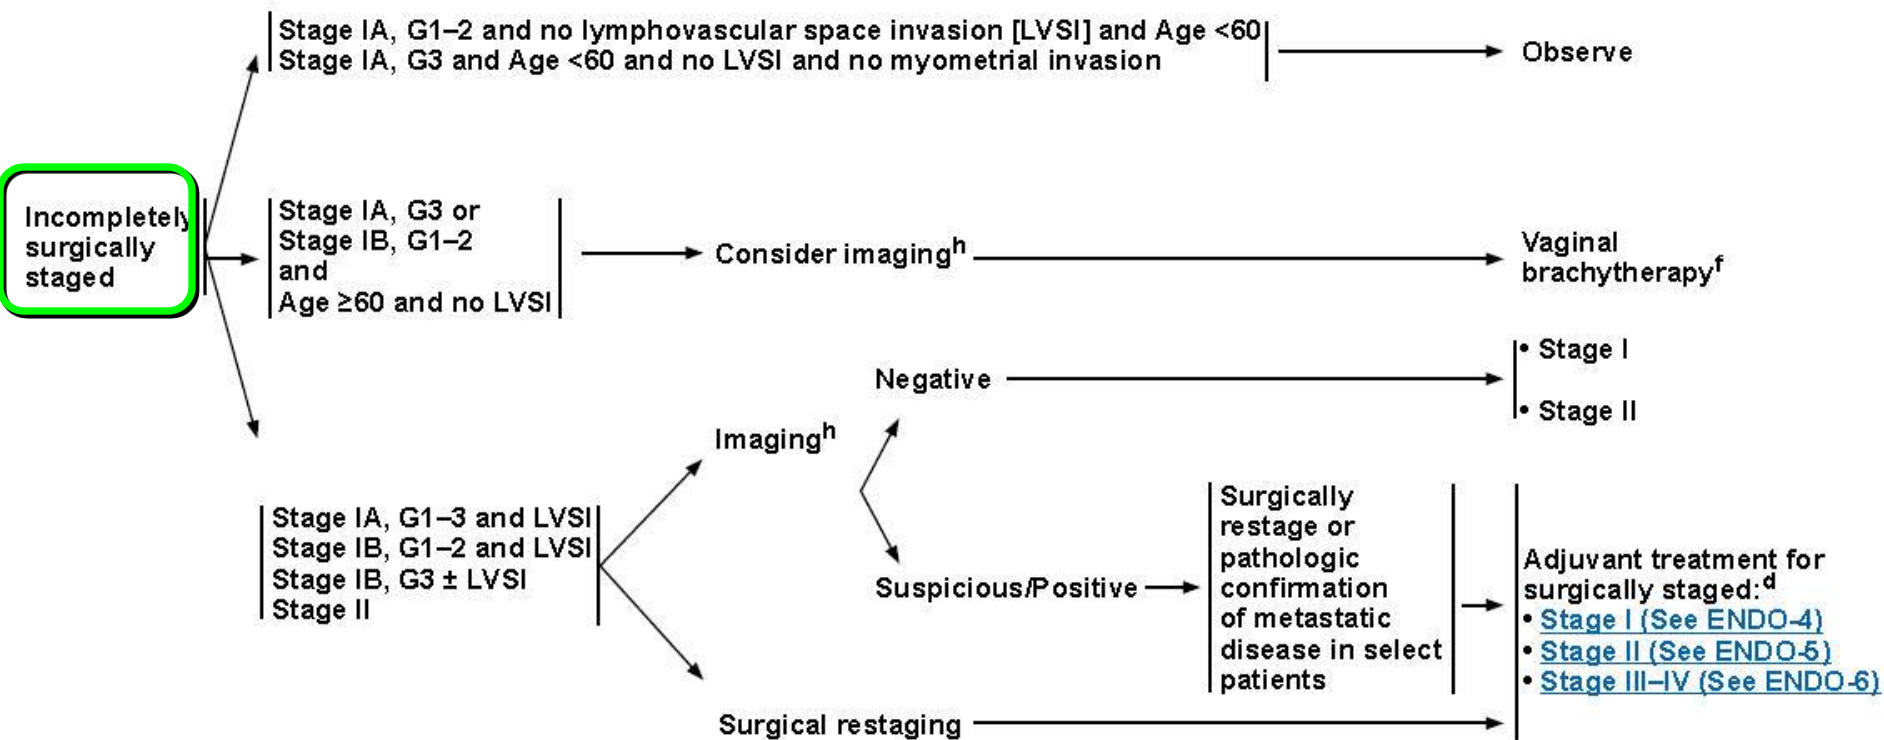 Stage IA, G1–2 and no lymphovascular space invasion [LVSI] and Age <60
Stage IA, G3 and Age <60 and no LVSI and no myometrial invasion
Observe
Incompletely
surgically
staged
Stage IA, G3 or
Stage IB, G1–2
and
Age ≥60 and no LVSI
Consider imagingh
Vaginal
brachytherapyf
Negative
• Stage I
• Stage II
Imagingh
Stage IA, G1–3 and LVSI
Stage IB, G1–2 and LVSI
Stage IB, G3 ± LVSI
Stage II
Suspicious/Positive
Surgically
restage or
pathologic
confirmation
of metastatic
disease in select
patients
Adjuvant treatment for
surgically staged:d
• Stage I (See ENDO-4)
• Stage II (See ENDO-5)
• Stage III–IV (See ENDO-6)
Surgical restaging